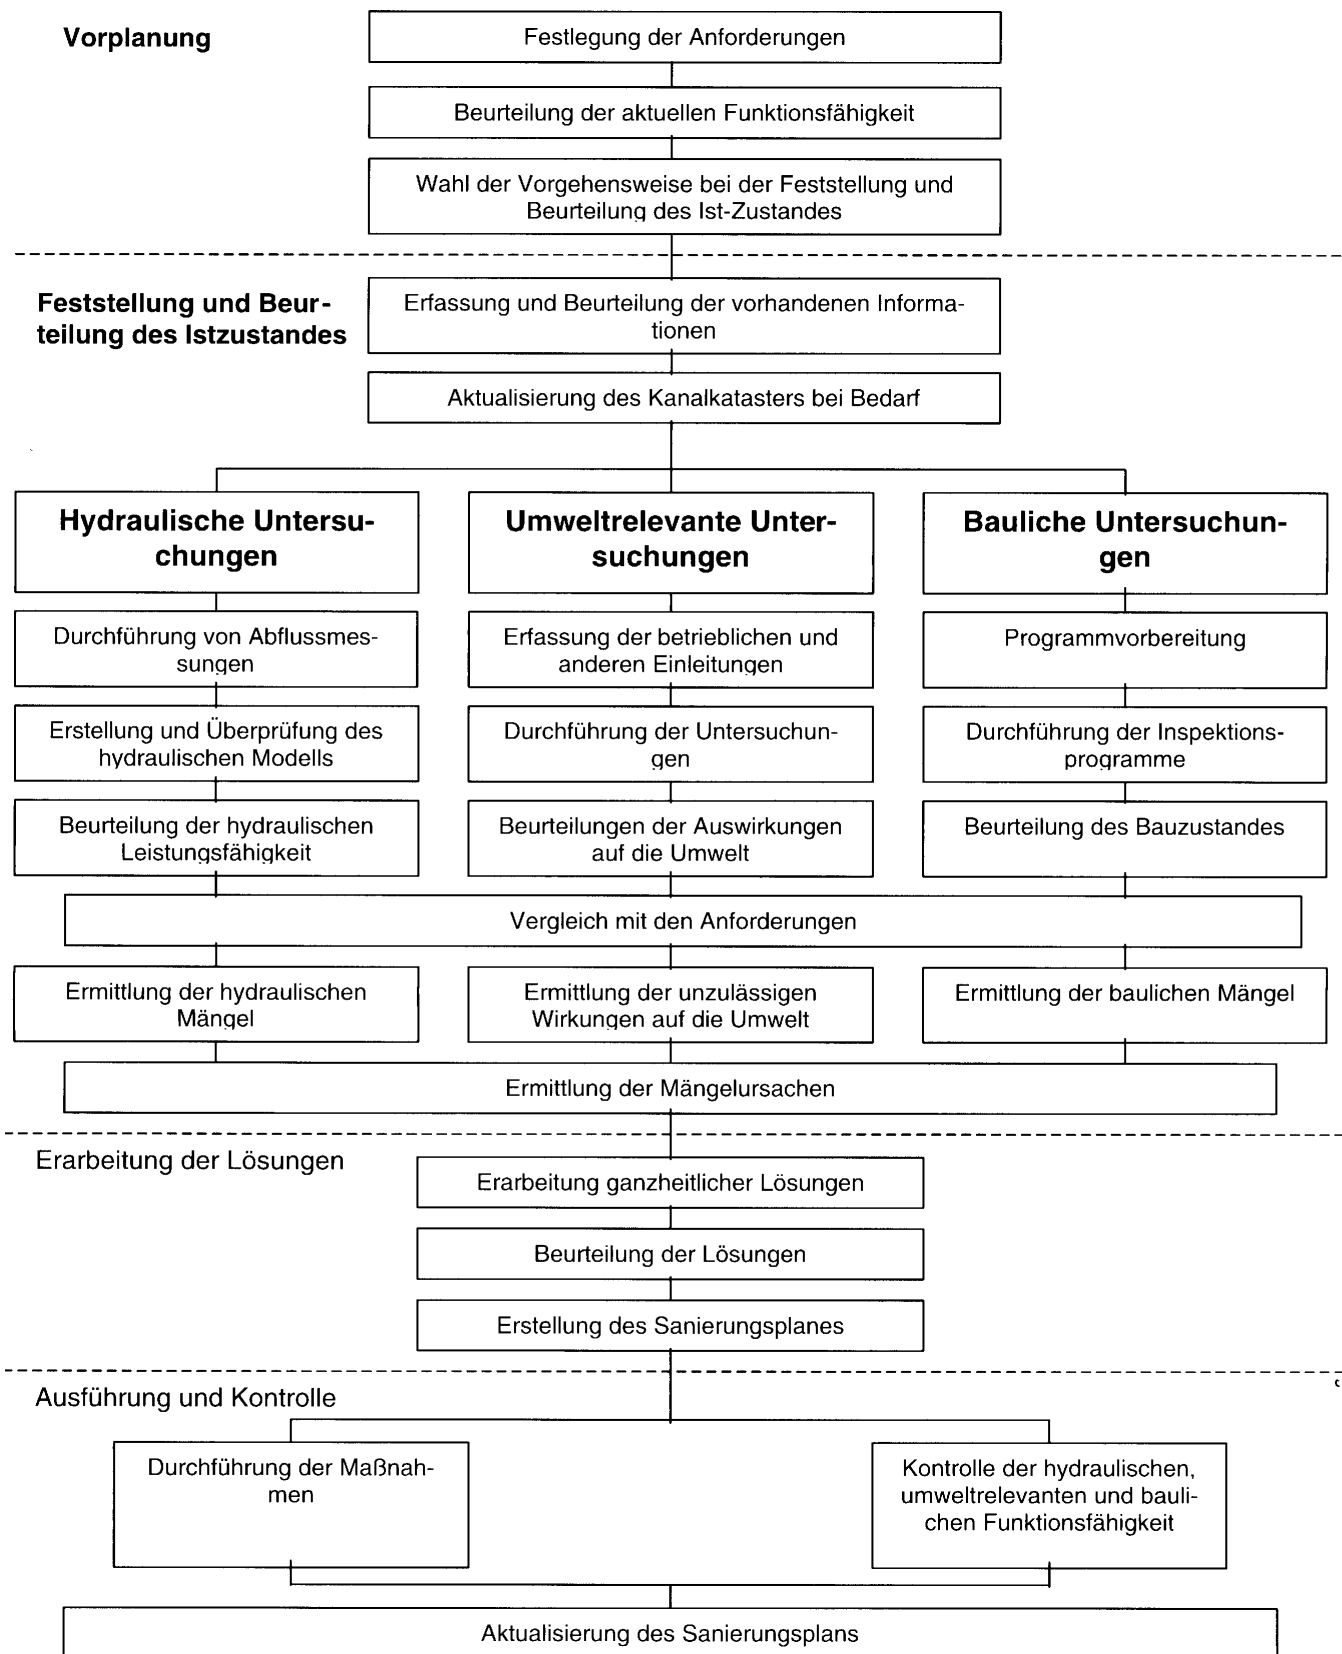 Vorplanung
Festlegung der Anforderungen
Beurteilung der aktuellen Funktionsfähigkeit
Wahl der Vorgehensweise bei der Feststellung und
Beurteilung des Ist-Zustandes
Feststellung und Beur-
teilung des Istzustandes
Erfassung und Beurteilung der vorhandenen Informa-
tionen
Aktualisierung des Kanalkatasters bei Bedarf
Hydraulische Untersu-
chungen
Umweltrelevante Unter-
suchungen
Bauliche Untersuchun-
gen
Durchführung von Abflussmes-
sungen
Erfassung der betrieblichen und
anderen Einleitungen
Programmvorbereitung
Erstellung und Überprüfung des
hydraulischen Modells
Durchführung der Untersuchun-
gen
Durchführung der Inspektions-
programme
Beurteilung der hydraulischen
Leistungsfähigkeit
Beurteilungen der Auswirkungen
auf die Umwelt
Beurteilung des Bauzustandes
Vergleich mit den Anforderungen
Ermittlung der hydraulischen
Mängel
Ermittlung der unzulässigen
Wirkungen auf die Umwelt
Ermittlung der baulichen Mängel
Ermittlung der Mängelursachen
Erarbeitung der Lösungen
Erarbeitung ganzheitlicher Lösungen
Beurteilung der Lösungen
Erstellung des Sanierungsplanes
Ausführung und Kontrolle
Durchführung der Maßnah-
men
Kontrolle der hydraulischen,
umweltrelevanten und bauli-
chen Funktionsfähigkeit
Aktualisierung des Sanierungsplans